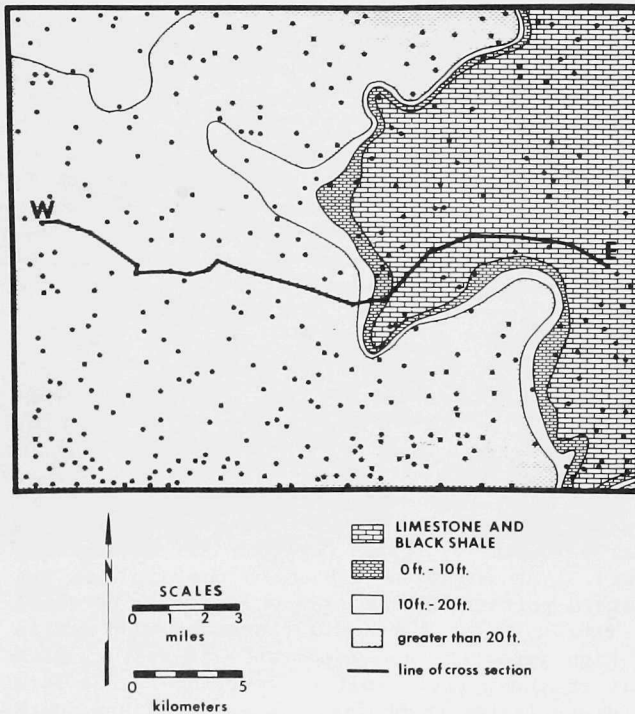 W
E
N
SCALES
0 1 2 3
miles
0 5
kilometers
LIMESTONE AND
BLACK SHALE
0 ft. - 10 ft.
10 ft. - 20 ft.
greater than 20 ft.
line of cross section